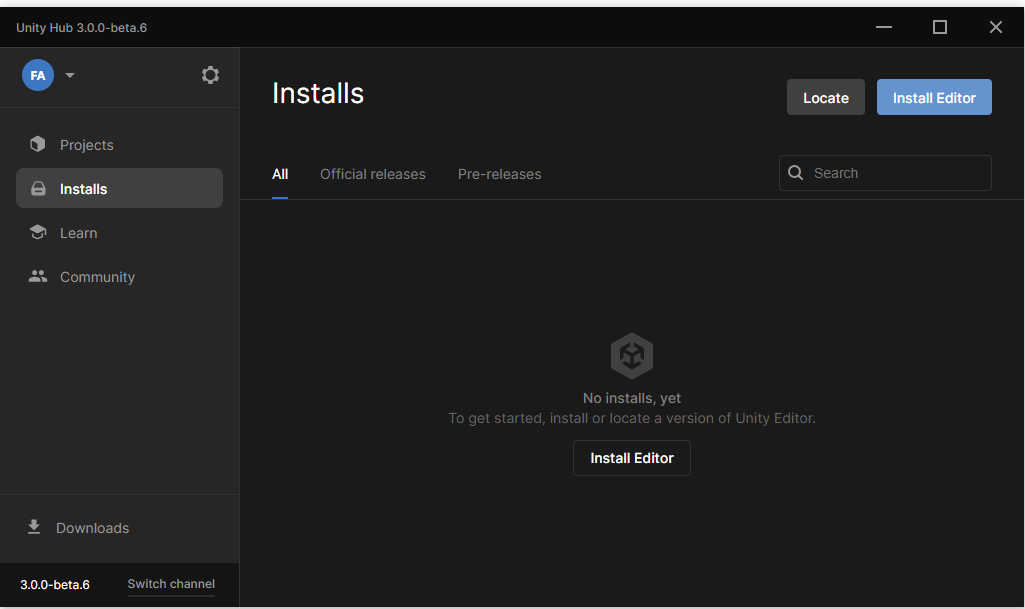 Unity Hub 3.0.0-beta.6
FA
Projects
Installs
Learn
Community
Downloads
3.0.0-beta.6 Switch channel
Installs
Locate Install Editor
All Official releases Pre-releases Search
No installs, yet
To get started, install or locate a version of Unity Editor.
Install Editor